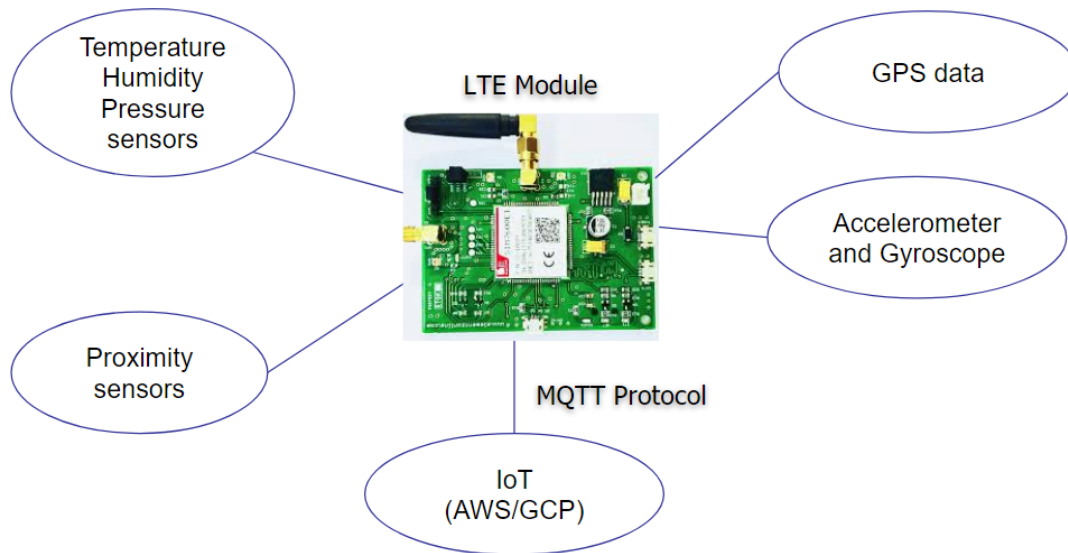 Temperature
Humidity
Pressure
sensors
LTE Module
GPS data
Accelerometer
and Gyroscope
Proximity
sensors
MQTT Protocol
IoT
(AWS/GCP)